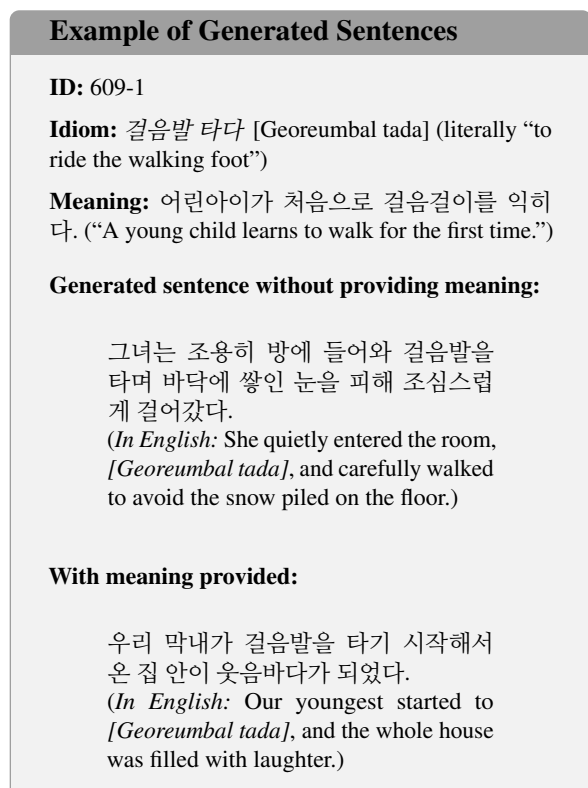 Example of Generated Sentences
ID: 609-1
Idiom: 걸음발 타다 [Georeumbal tada] (literally “to
ride the walking foot”)
Meaning: 어린아이가 처음으로 걸음걸이를 익히
다. (“A young child learns to walk for the first time.”)
Generated sentence without providing meaning:
그녀는 조용히 방에 들어와 걸음발을
타며 바닥에 쌓인 눈을 피해 조심스럽
게 걸어갔다.
(In English: She quietly entered the room,
[Georeumbal tada], and carefully walked
to avoid the snow piled on the floor.)
With meaning provided:
우리 막내가 걸음발을 타기 시작해서
온 집 안이 웃음바다가 되었다.
(In English: Our youngest started to
[Georeumbal tada], and the whole house
was filled with laughter.)